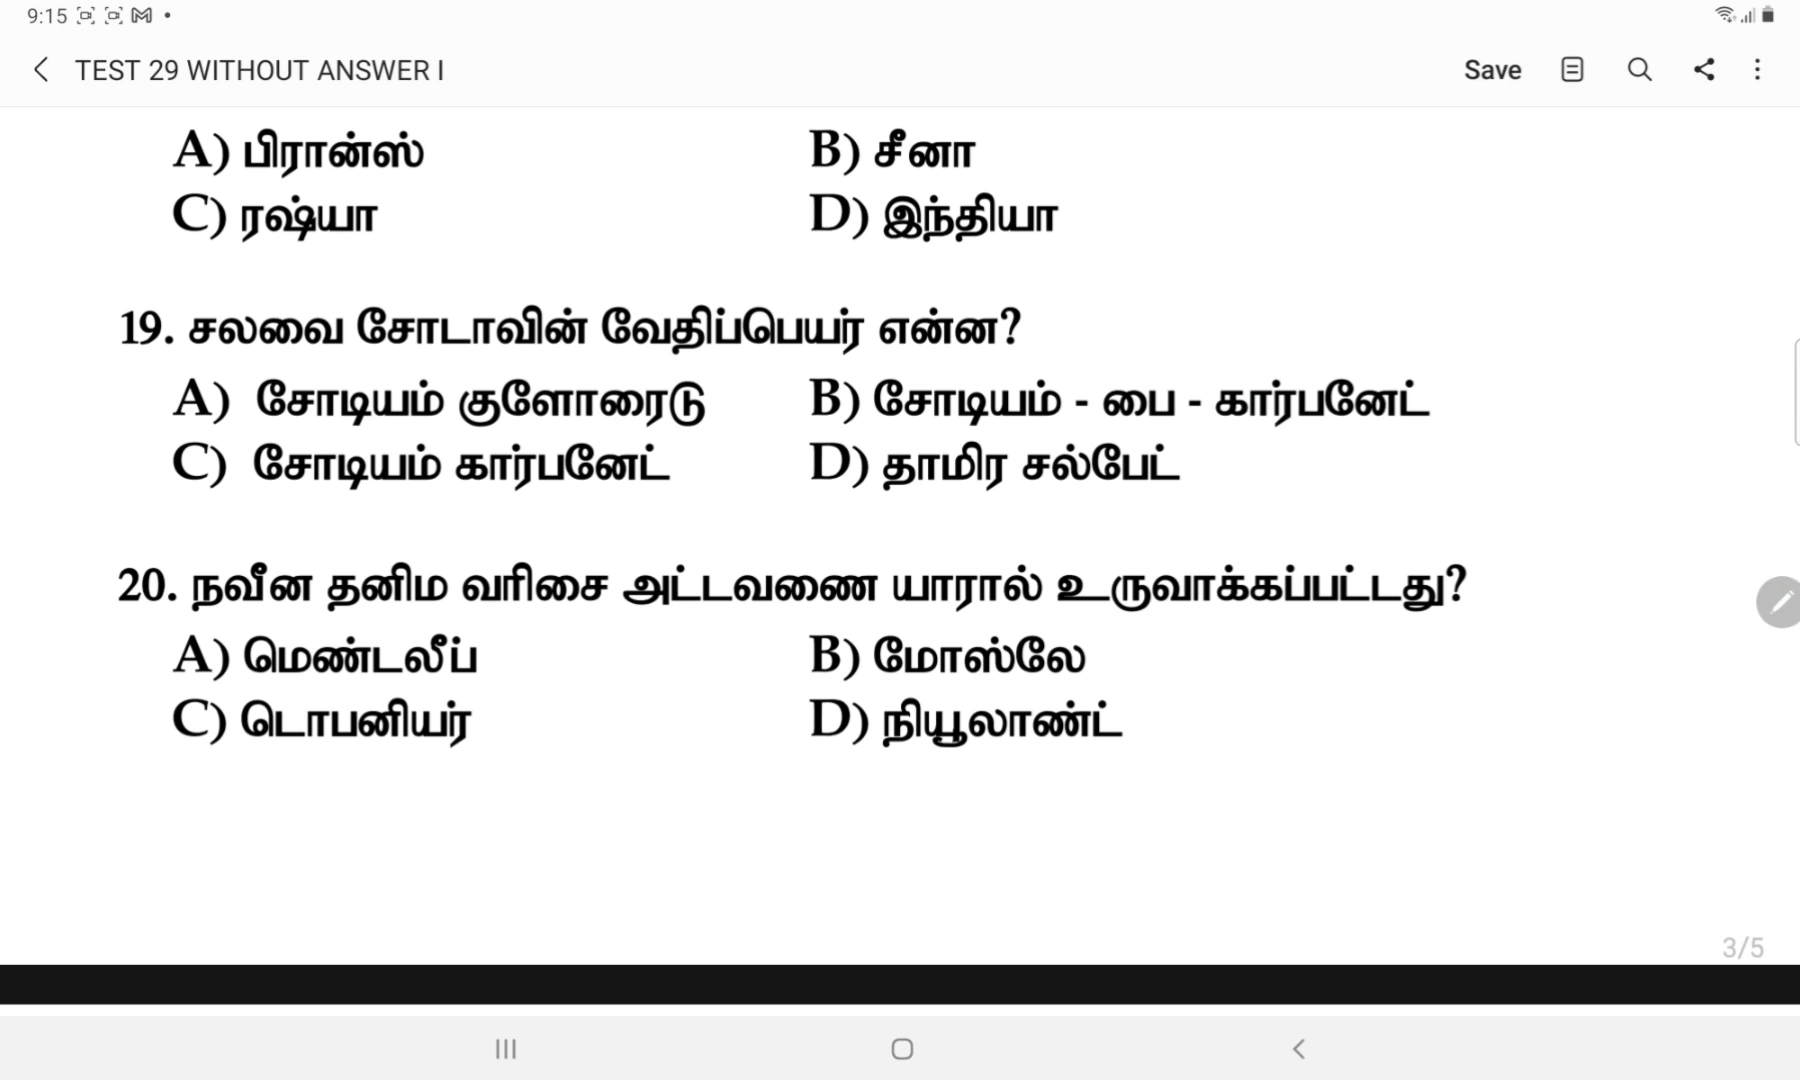 9:15
TEST 29 WITHOUT ANSWER I
Save
A) பிரான்ஸ்
B) சீனா
C) ரஷ்யா
D) இந்தியா
19. சலவை சோடாவின் வேதிப்பெயர் என்ன?
A) சோடியம் குளோரைடு
B) சோடியம் - பை - கார்பனேட்
C) சோடியம் கார்பனேட்
D) தாமிர சல்பேட்
20. நவீன தனிம வரிசை அட்டவணை யாரால் உருவாக்கப்பட்டது?
A) மெண்டலீப்
B) மோஸ்லே
C) டொபனியர்
D) நியூலாண்ட்
3/5